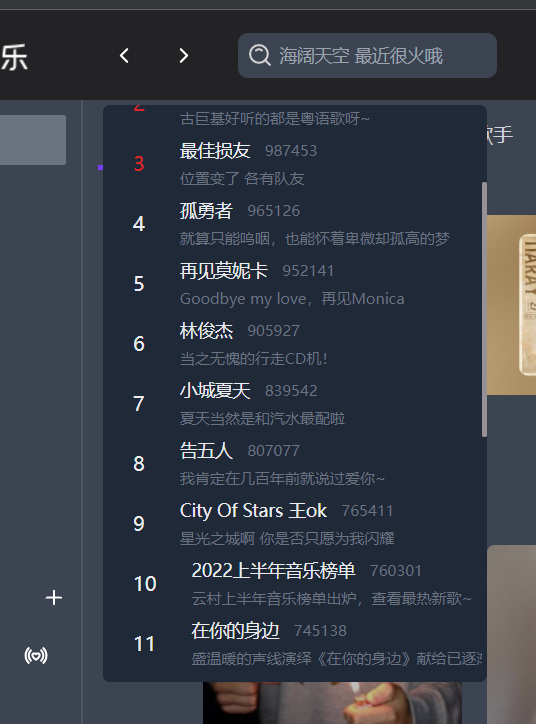 乐
海阔天空 最近很火哦
歌手
2
古巨基好听的都是粤语歌呀~
3
最佳损友 987453
位置变了 各有队友
4
孤勇者 965126
就算只能呜咽，也能怀着卑微却孤高的梦
5
再见莫妮卡 952141
Goodbye my love，再见Monica
6
林俊杰 905927
当之无愧的行走CD机！
7
小城夏天 839542
夏天当然是和汽水最配啦
8
告五人 807077
我肯定在几百年前就说过爱你~
9
City Of Stars 王ok 765411
星光之城啊 你是否只愿为我闪耀
10
2022上半年音乐榜单 760301
云村上半年音乐榜单出炉，查看最热新歌~
11
在你的身边 745138
盛温暖的声线演绎《在你的身边》献给已逐